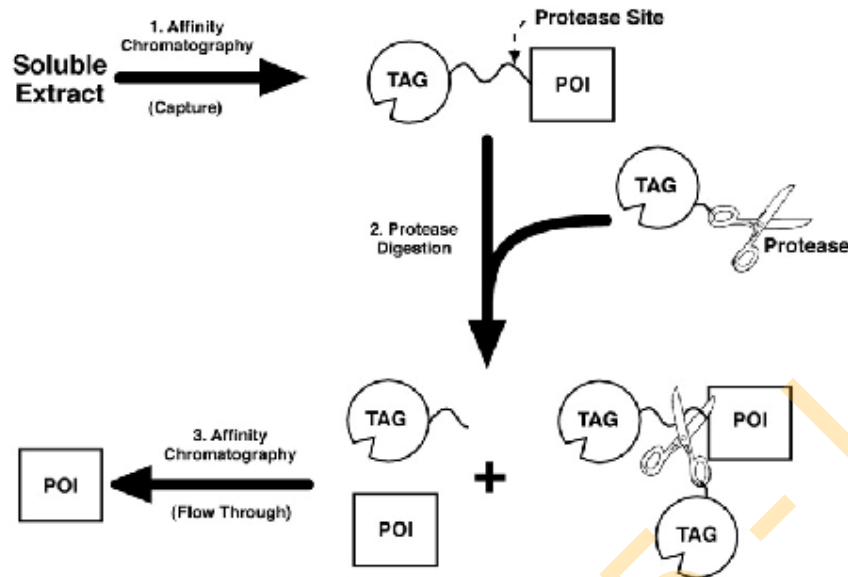 1. Affinity
Chromatography
Protease Site
Soluble
Extract
(Capture)
TAG
POI
TAG
2. Protease
Digestion
Protease
TAG
TAG
POI
3. Affinity
Chromatography
POI
(Flow Through)
POI
+
TAG